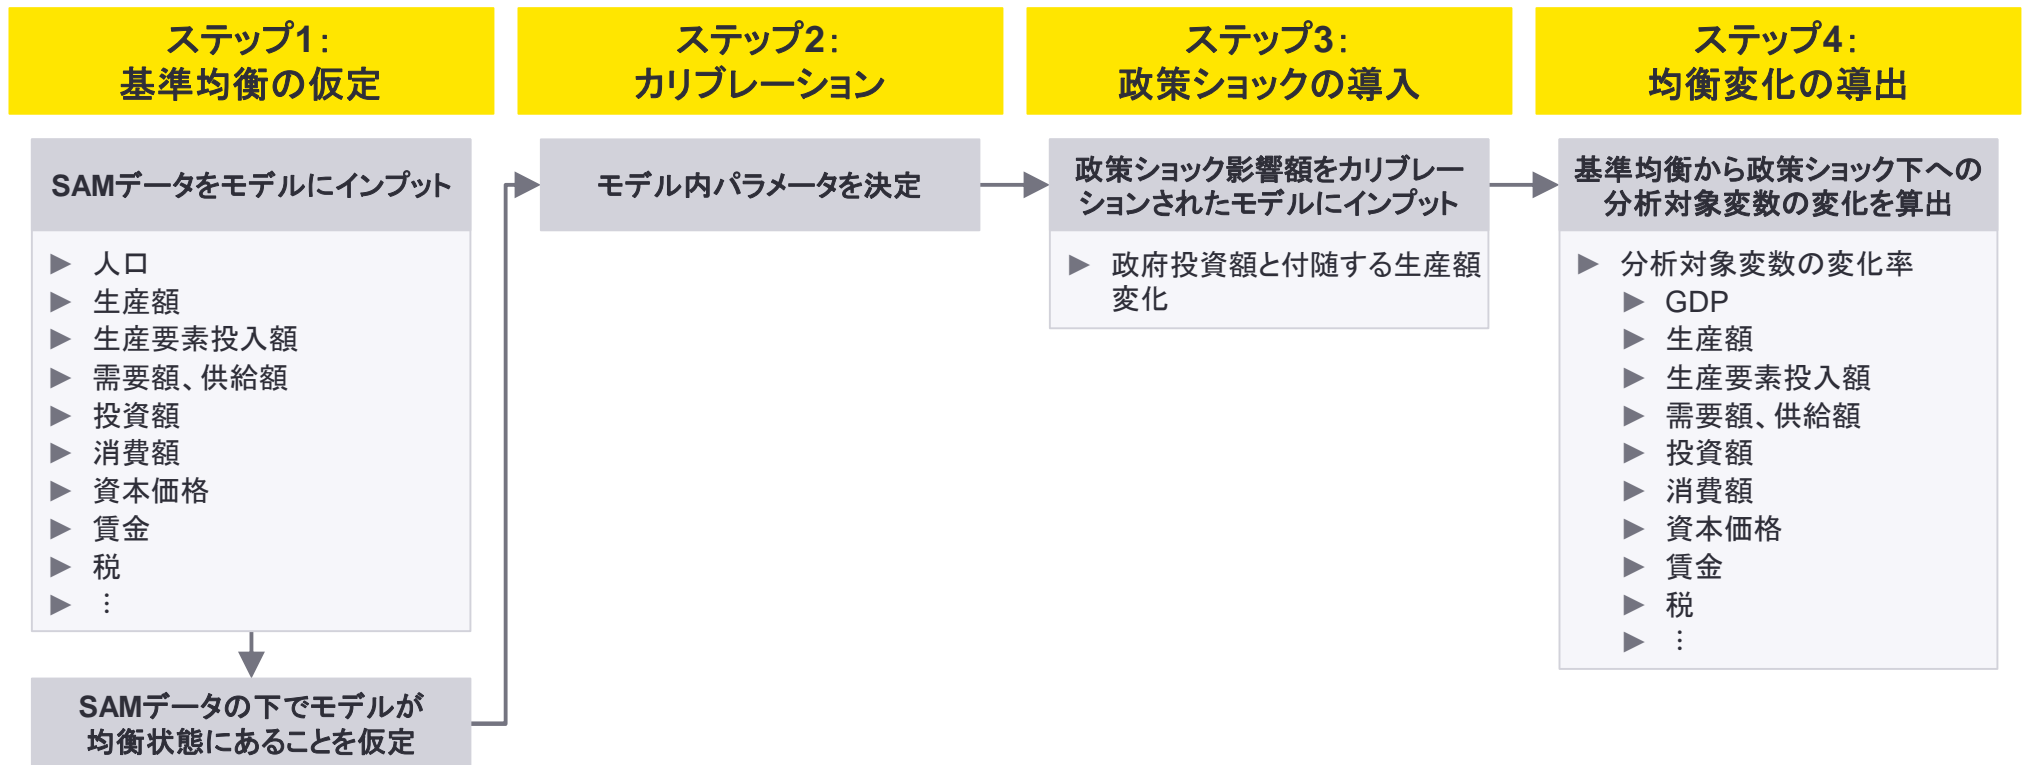 ステップ1：
基準均衡の仮定
SAMデータをモデルにインプット
▶ 人口
▶ 生産額
▶ 生産要素投入額
▶ 需要額、供給額
▶ 投資額
▶ 消費額
▶ 資本価格
▶ 賃金
▶ 税
▶ ⋮
SAMデータの下でモデルが
均衡状態にあることを仮定
ステップ2：
カリブレーション
モデル内パラメータを決定
ステップ3：
政策ショックの導入
政策ショック影響額をカリブレー
ションされたモデルにインプット
▶ 政府投資額と付随する生産額
変化
ステップ4：
均衡変化の導出
基準均衡から政策ショック下への
分析対象変数の変化を算出
▶ 分析対象変数の変化率
▶ GDP
▶ 生産額
▶ 生産要素投入額
▶ 需要額、供給額
▶ 投資額
▶ 消費額
▶ 資本価格
▶ 賃金
▶ 税
▶ ⋮